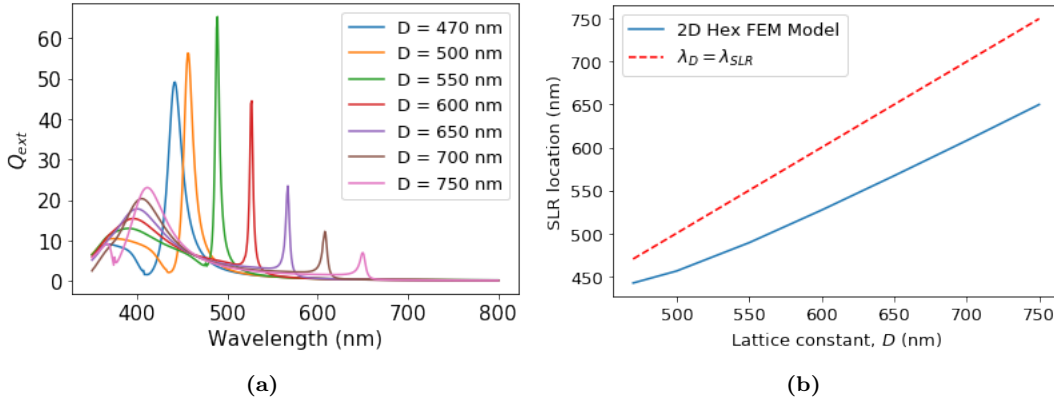 60
50
40
30
20
10
0
Q_ext
400
500
600
700
800
Wavelength (nm)
D = 470 nm
D = 500 nm
D = 550 nm
D = 600 nm
D = 650 nm
D = 700 nm
D = 750 nm
(a)
750
700
650
600
550
500
450
SLR location (nm)
500
550
600
650
700
750
Lattice constant, D (nm)
2D Hex FEM Model
λ_D = λ_SLR
(b)